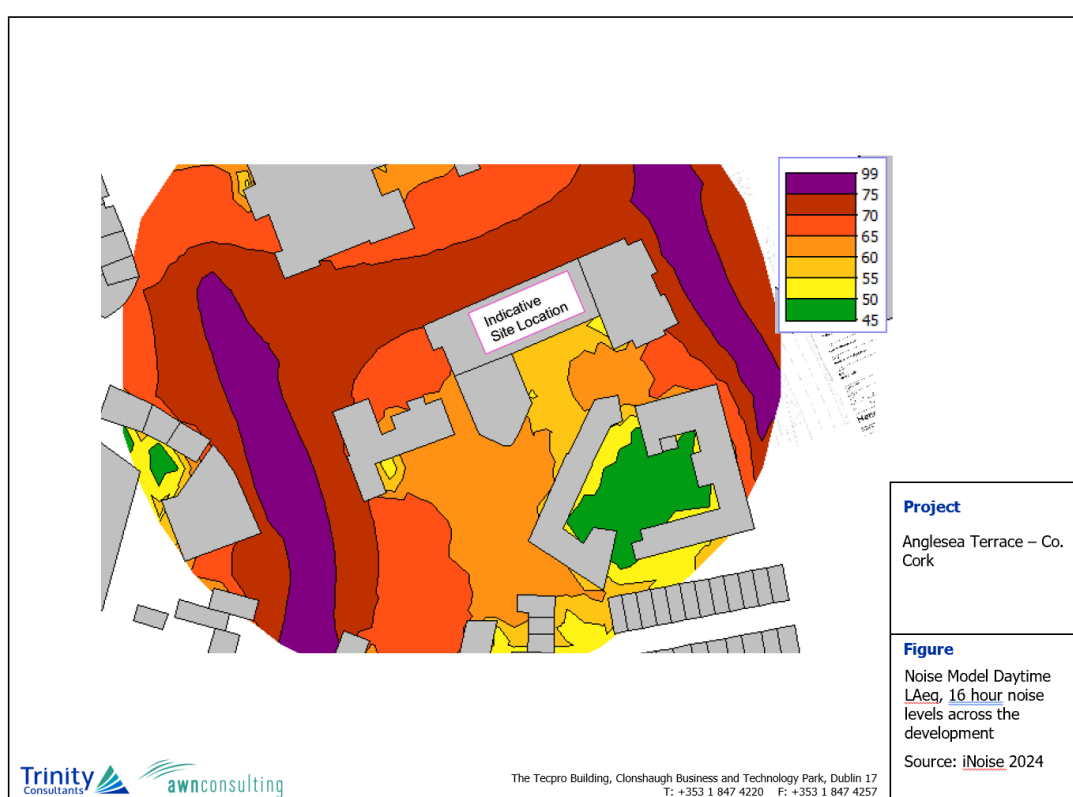 99
75
70
65
60
55
50
45
Indicative
Site Location
Project
Anglesea Terrace – Co.
Cork
Figure
Noise Model Daytime
LAeq, 16 hour noise
levels across the
development
Source: iNoise 2024
Trinity
Consultants
awnconsulting
The Tecpro Building, Clonshaugh Business and Technology Park, Dublin 17
T: +353 1 847 4220 F: +353 1 847 4257